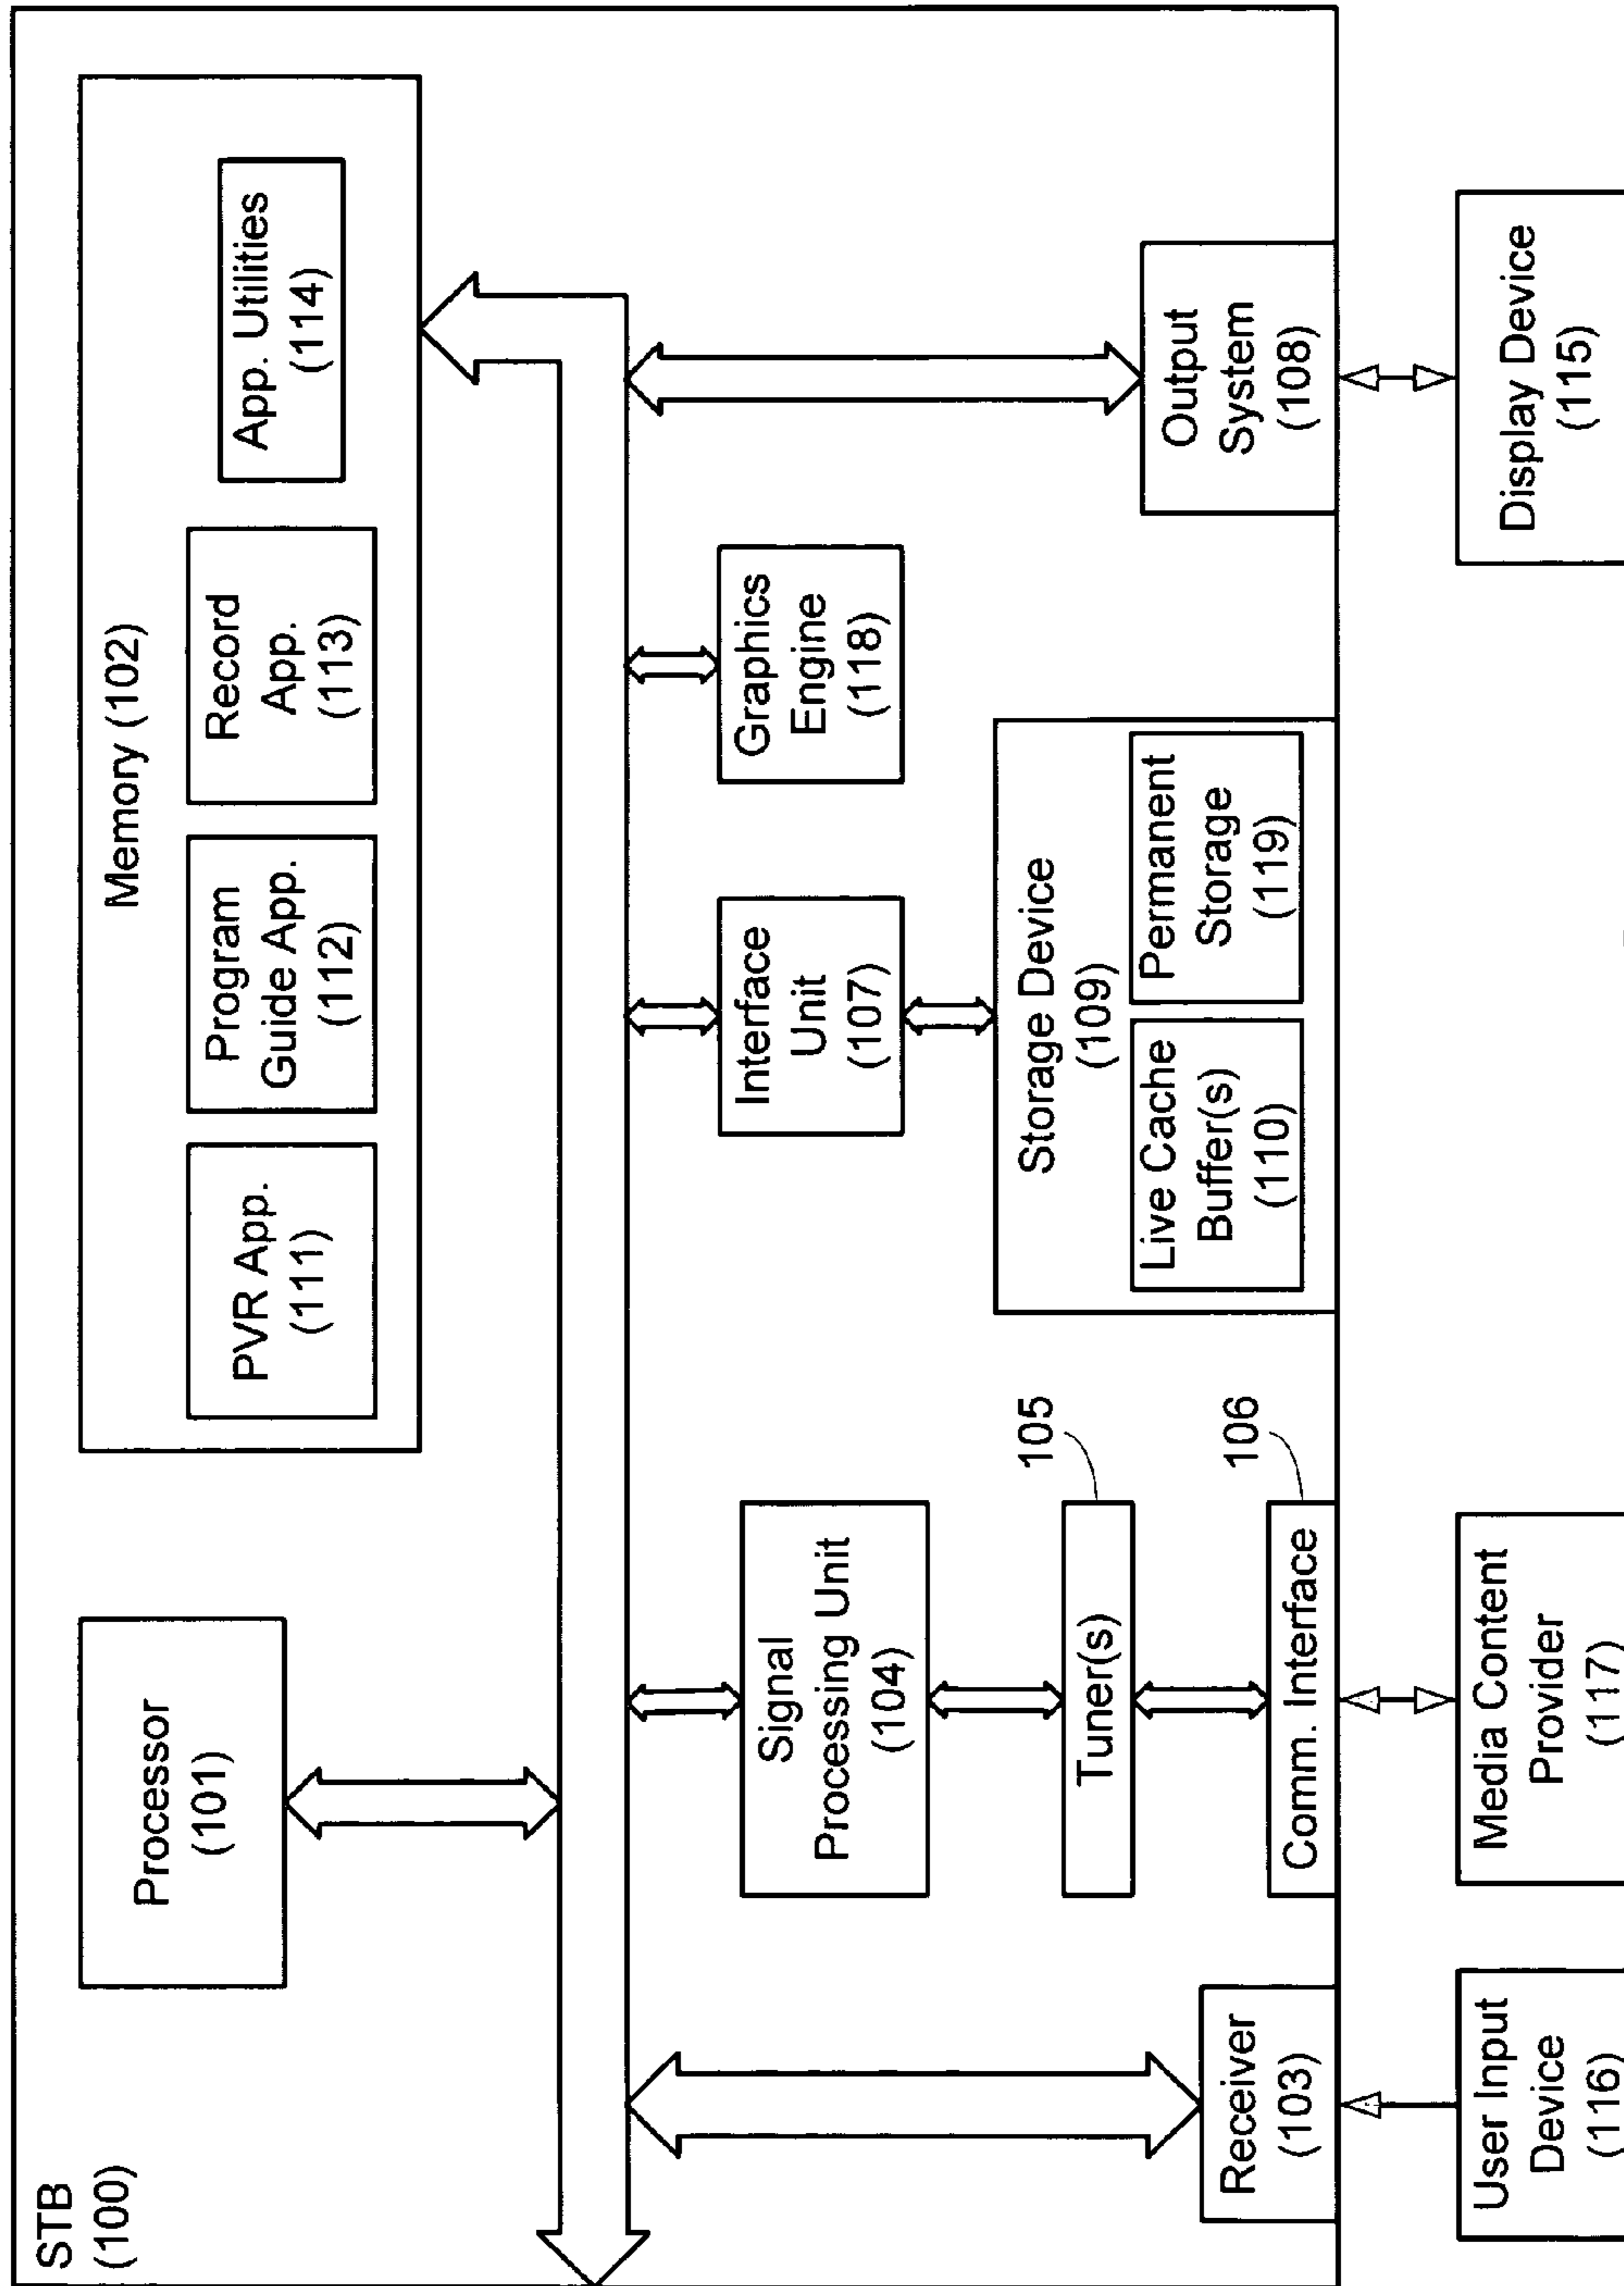 STB
(100)
Processor
(101)
Memory (102)
PVR App.
(111)
Program
Guide App.
(112)
Record
App.
(113)
App. Utilities
(114)
Signal
Processing Unit
(104)
Interface
Unit
(107)
Graphics
Engine
(118)
Tuner(s)
105
Storage Device
(109)
Live Cache
Buffer(s)
(110)
Permanent
Storage
(119)
Receiver
(103)
Comm. Interface
106
Output
System
(108)
User Input
Device
(116)
Media Content
Provider
(117)
Display Device
(115)